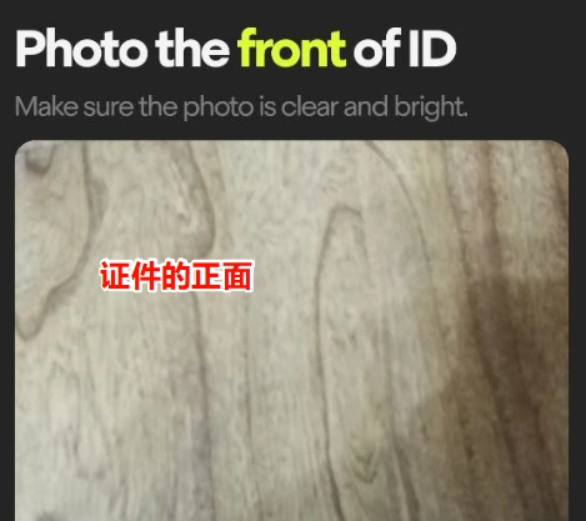 Photo the front of ID
Make sure the photo is clear and bright.
证件的正面